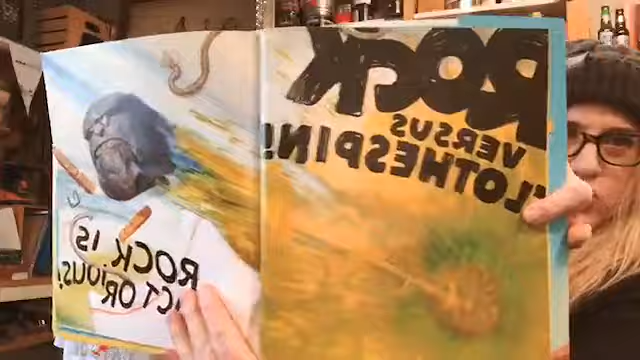 ROCK
VERSUS
CLOTHESPIN!
ROCK IS
VICTORIOUS!